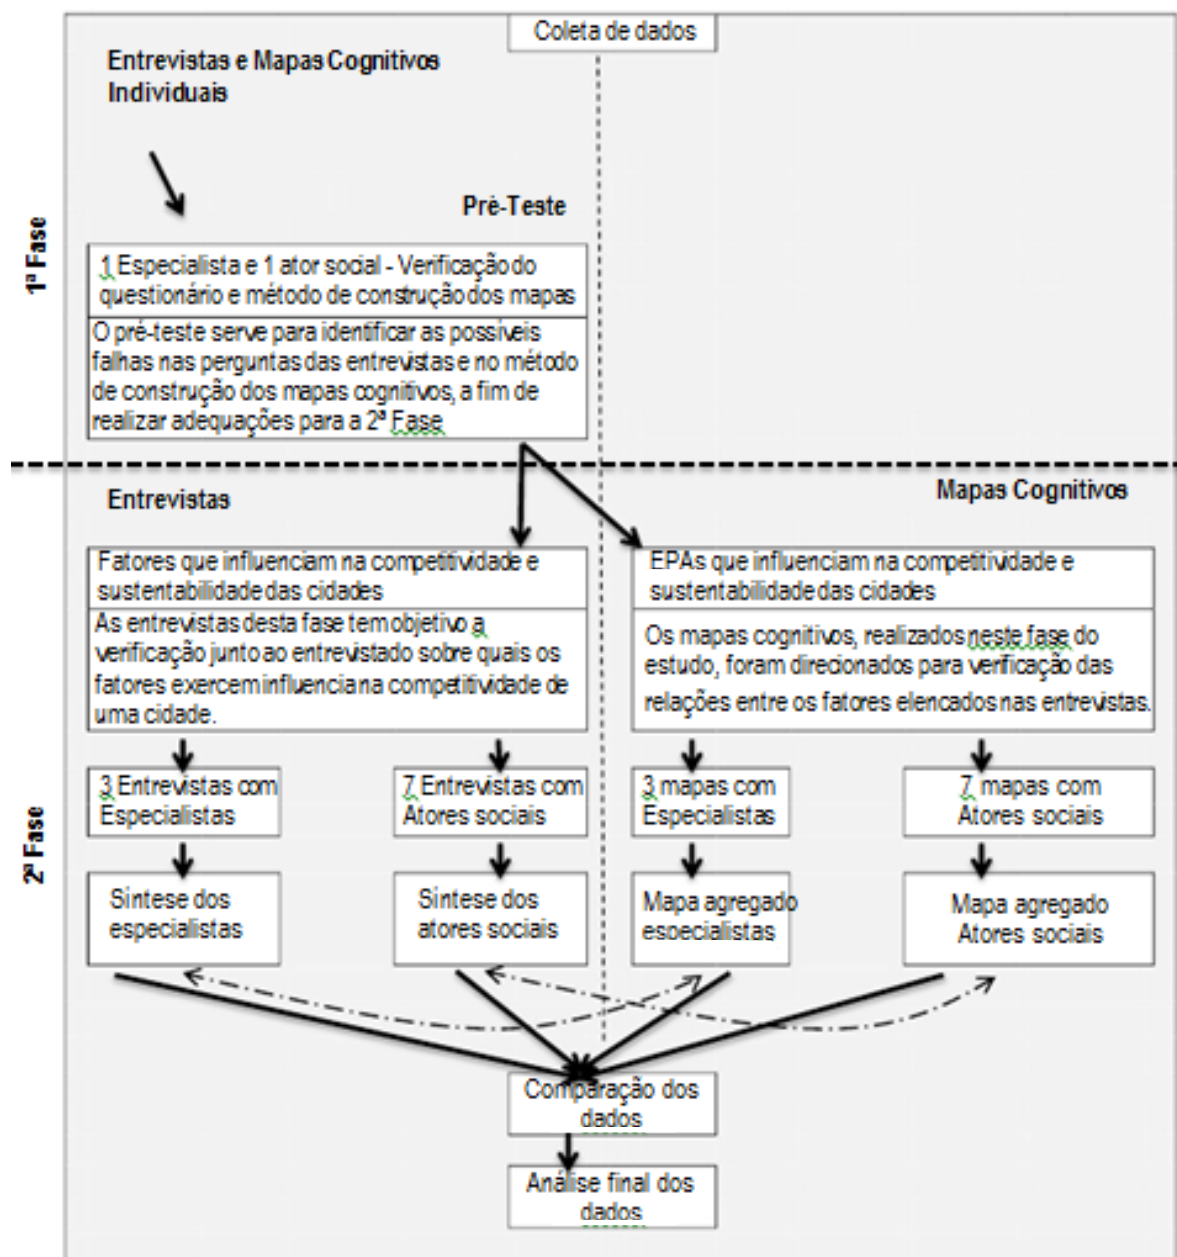 Coleta de dados
Entrevistas e Mapas Cognitivos
Individuais
Pré-Teste
1ª Fase
1 Especialista e 1 ator social - Verificação do
questionário e método de construção dos mapas
O pré-teste serve para identificar as possíveis
falhas nas perguntas das entrevistas e no método
de construção dos mapas cognitivos, a fim de
realizar adequações para a 2ª Fase
Entrevistas
Mapas Cognitivos
Fatores que influenciam na competitividade e
sustentabilidade das cidades
As entrevistas desta fase tem objetivo a
verificação junto ao entrevistado sobre quais os
fatores exercem influencia na competitividade de
uma cidade.
EPAs que influenciam na competitividade e
sustentabilidade das cidades
Os mapas cognitivos, realizados neste fase do
estudo, foram direcionados para verificação das
relações entre os fatores elencados nas entrevistas.
2ª Fase
3 Entrevistas com
Especialistas
7 Entrevistas com
Atores sociais
3 mapas com
Especialistas
7 mapas com
Atores sociais
Síntese dos
especialistas
Síntese dos
atores sociais
Mapa agregado
especialistas
Mapa agregado
Atores sociais
Comparação dos
dados
Análise final dos
dados